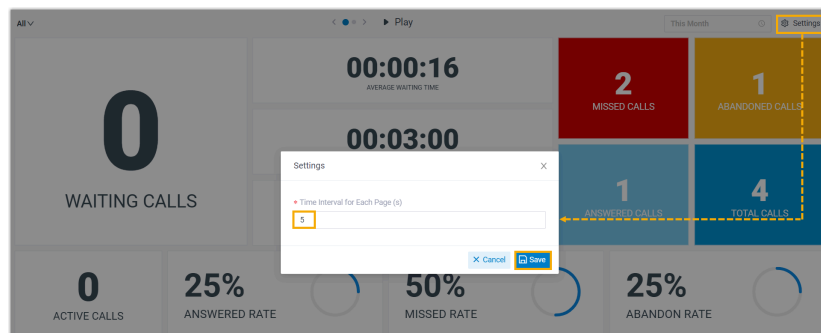 All
Play
This Month
Settings
0
WAITING CALLS
00:00:16
AVERAGE WAITING TIME
00:03:00
2
MISSED CALLS
1
ABANDONED CALLS
1
ANSWERED CALLS
4
TOTAL CALLS
Settings
* Time Interval for Each Page (s)
5
Cancel
Save
0
ACTIVE CALLS
25%
ANSWERED RATE
50%
MISSED RATE
25%
ABANDON RATE